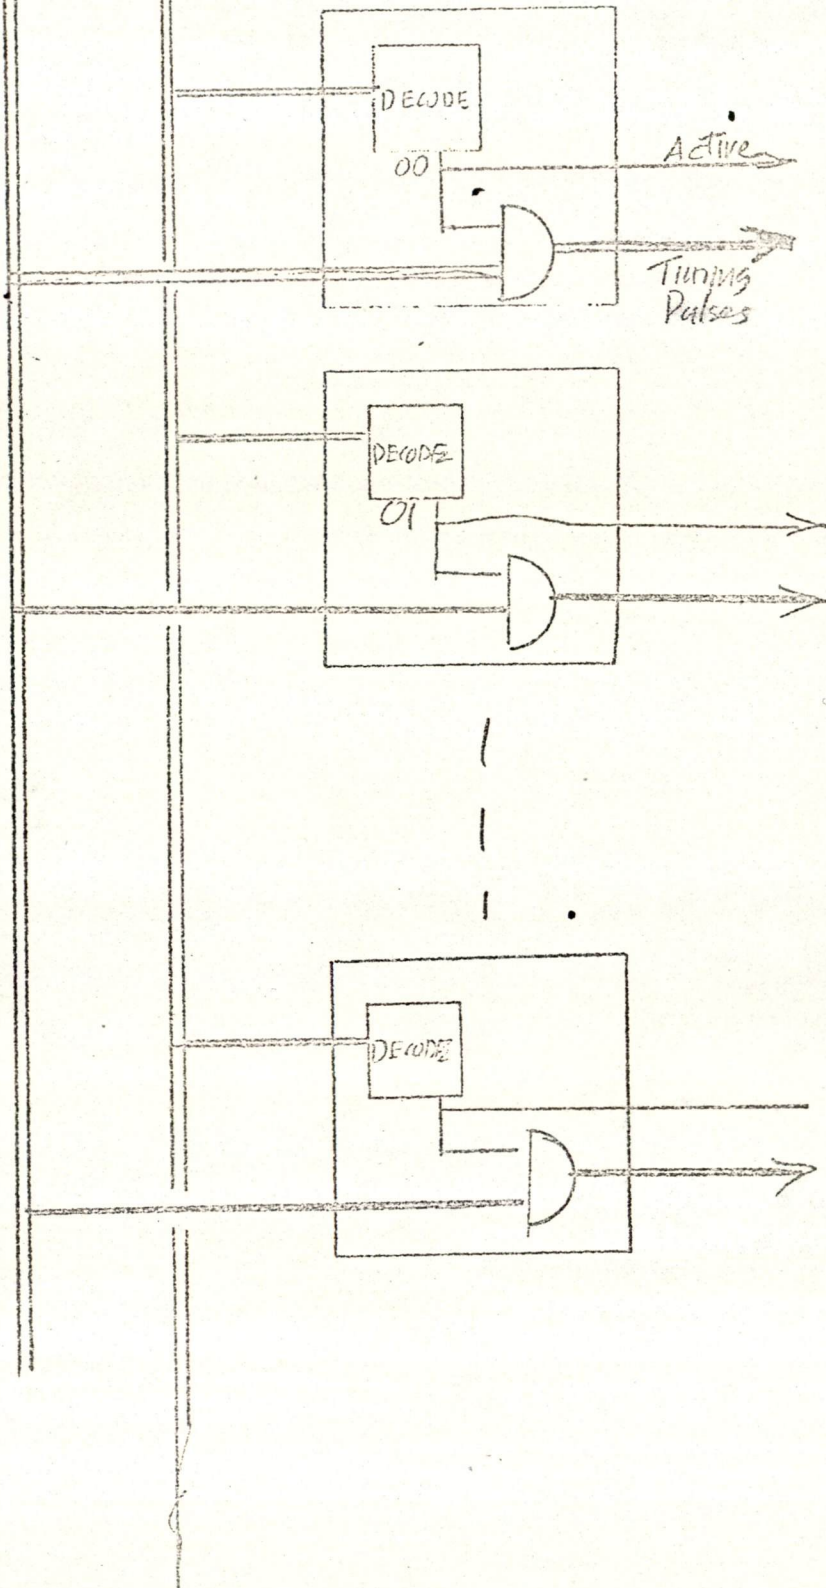 DECODE
Active
00
Timing
Pulses
DECODE
01
DECODE